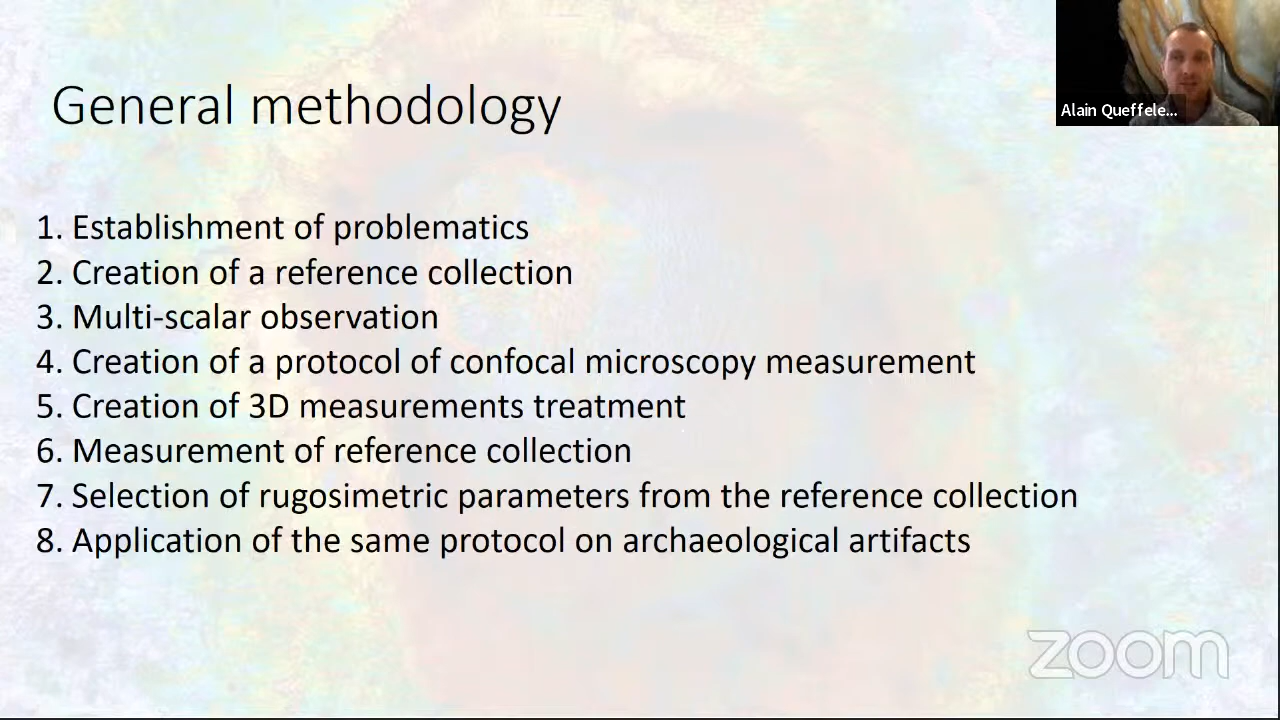 General methodology
Alain Queffele...
1. Establishment of problematics
2. Creation of a reference collection
3. Multi-scalar observation
4. Creation of a protocol of confocal microscopy measurement
5. Creation of 3D measurements treatment
6. Measurement of reference collection
7. Selection of rugosimetric parameters from the reference collection
8. Application of the same protocol on archaeological artifacts
zoom